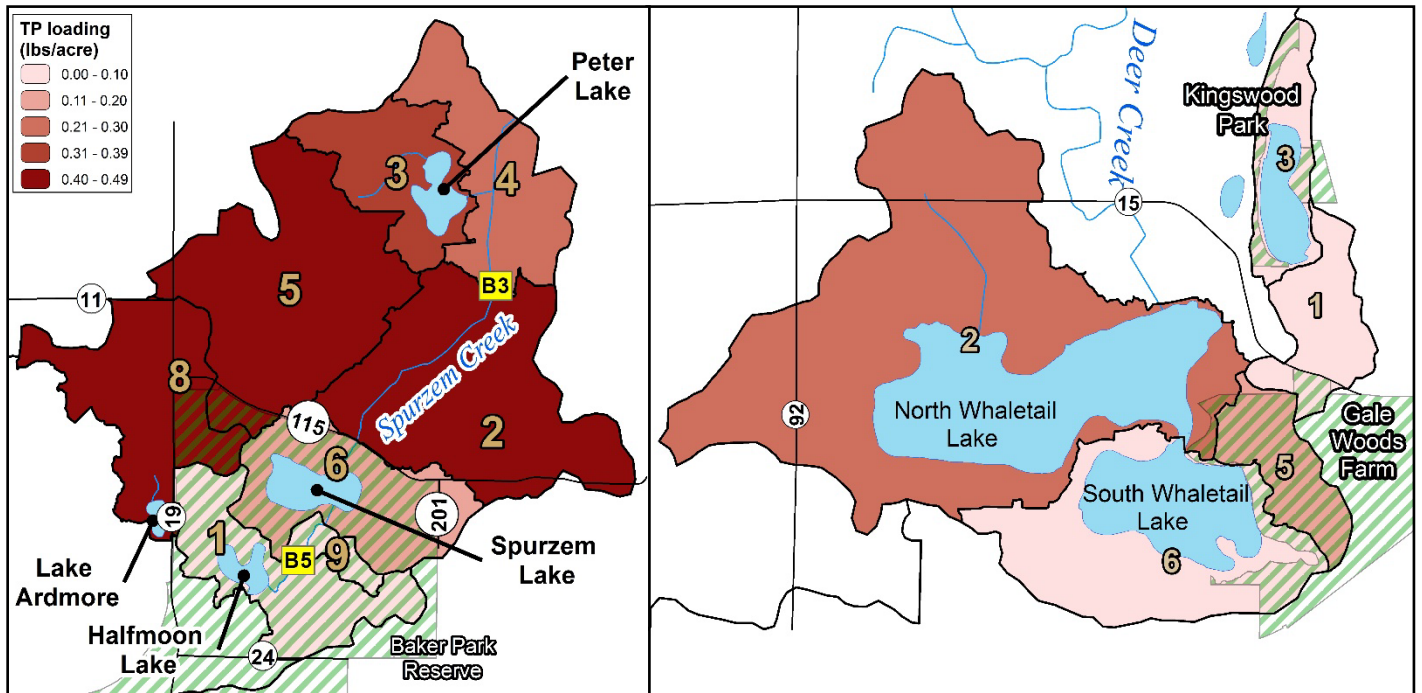 TP loading
(lbs/acre)
0.00 - 0.10
0.11 - 0.20
0.21 - 0.30
0.31 - 0.39
0.40 - 0.49
Peter
Lake
3
4
B3
5
11
Spurzem Creek
8
2
115
6
201
19
1
B5
9
Spurzem
Lake
Lake
Ardmore
Halfmoon
Lake
24
Baker Park
Reserve
Deer Creek
Kingswood
Park
3
15
1
2
92
North Whaletail
Lake
Gale
Woods
Farm
5
South Whaletail
Lake
6